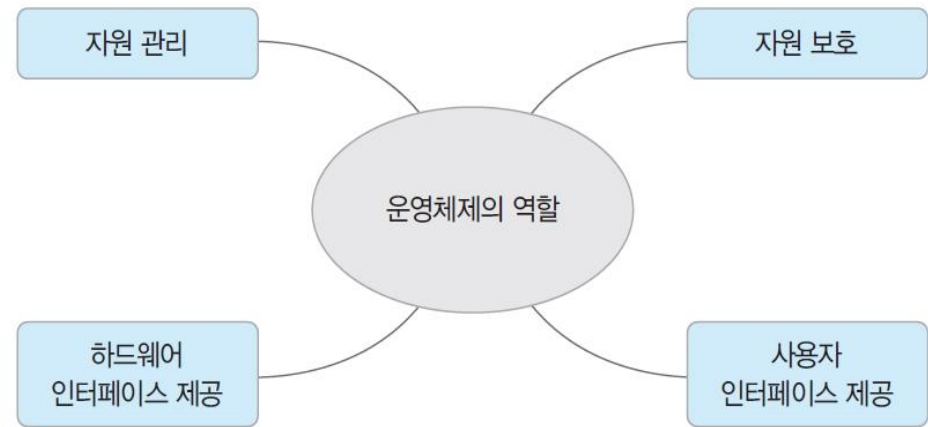 자원 관리
자원 보호
운영체제의 역할
하드웨어
인터페이스 제공
사용자
인터페이스 제공